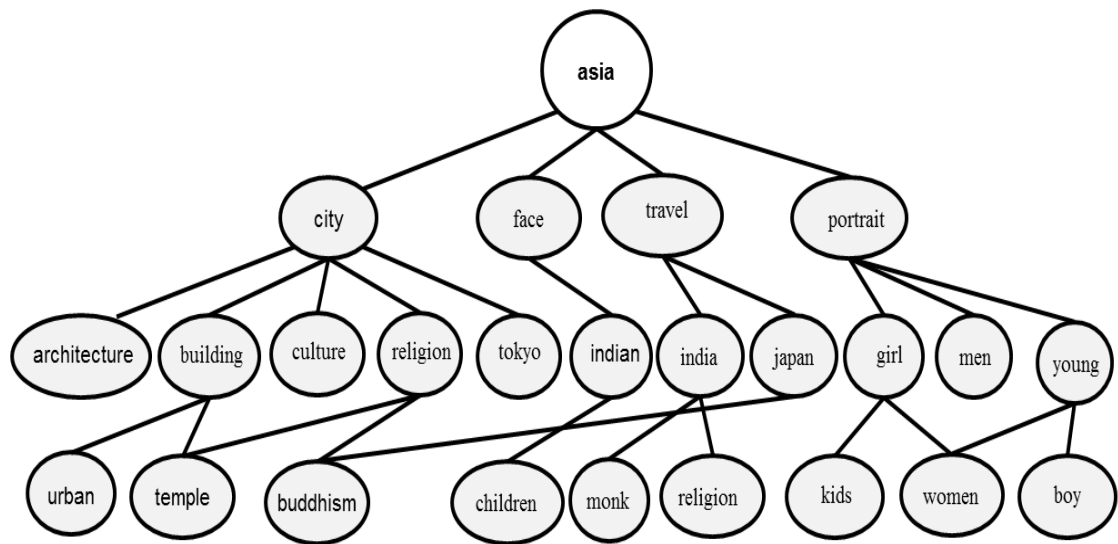 asia
city
face
travel
portrait
architecture
building
culture
religion
tokyo
indian
india
japan
girl
men
young
urban
temple
buddhism
children
monk
religion
kids
women
boy